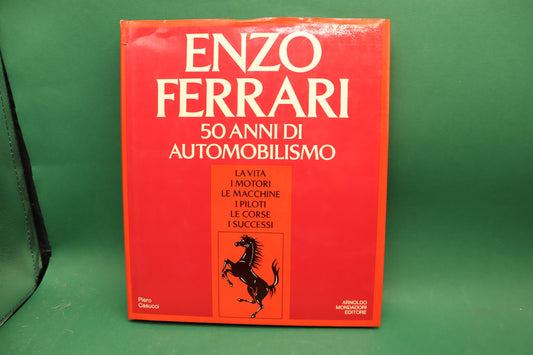 ENZO
FERRARI
50 ANNI DI
AUTOMOBILISMO
LA VITA
I MOTORI
LE MACCHINE
I PILOTI
LE CORSE
I SUCCESSI
Piero
Casucci
ARNOLDO
MONDADORI
EDITORE